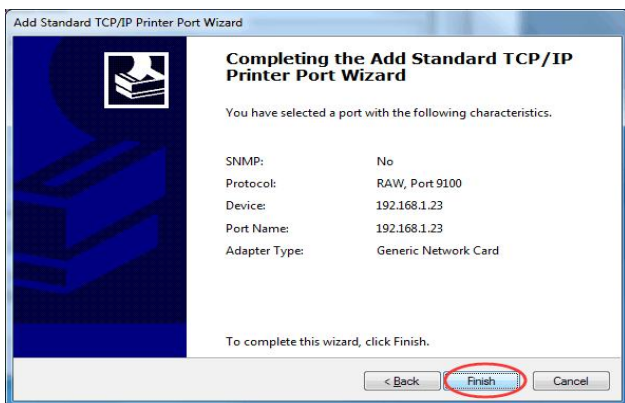 Add Standard TCP/IP Printer Port Wizard
Completing the Add Standard TCP/IP
Printer Port Wizard
You have selected a port with the following characteristics.
SNMP: No
Protocol: RAW, Port 9100
Device: 192.168.1.23
Port Name: 192.168.1.23
Adapter Type: Generic Network Card
To complete this wizard, click Finish.
< Back Finish Cancel